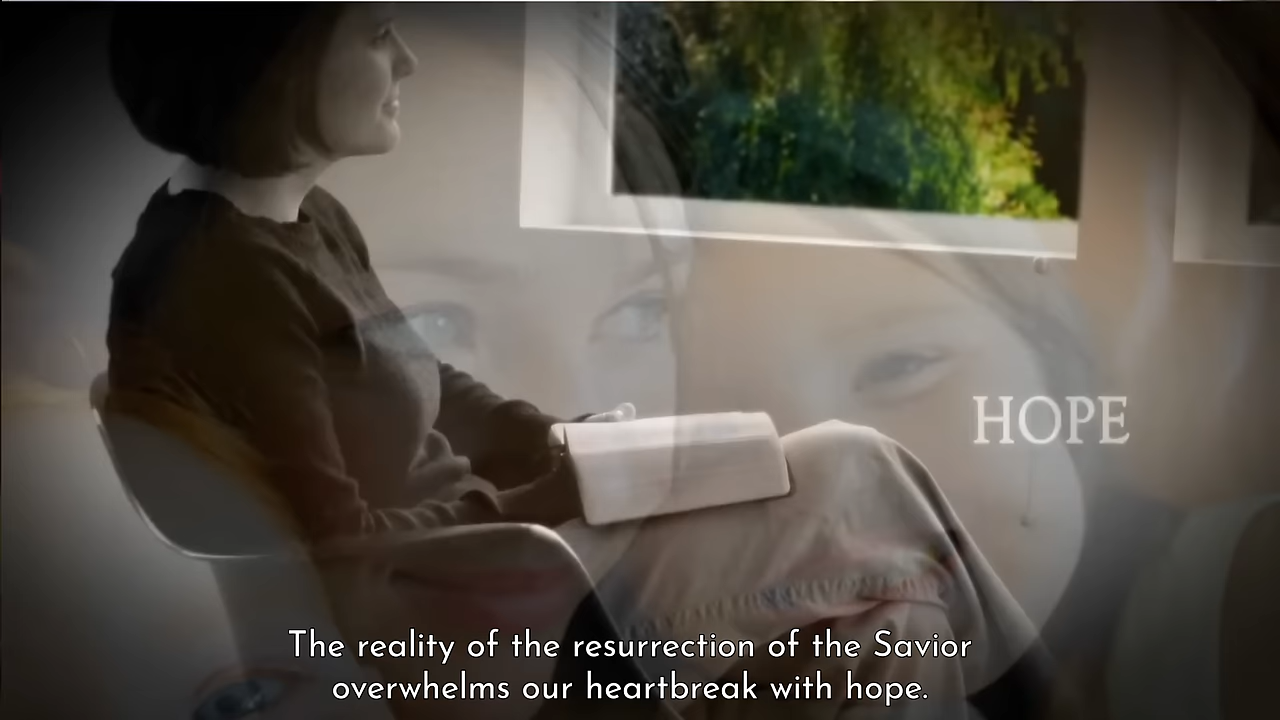 HOPE
The reality of the resurrection of the Savior
overwhelms our heartbreak with hope.